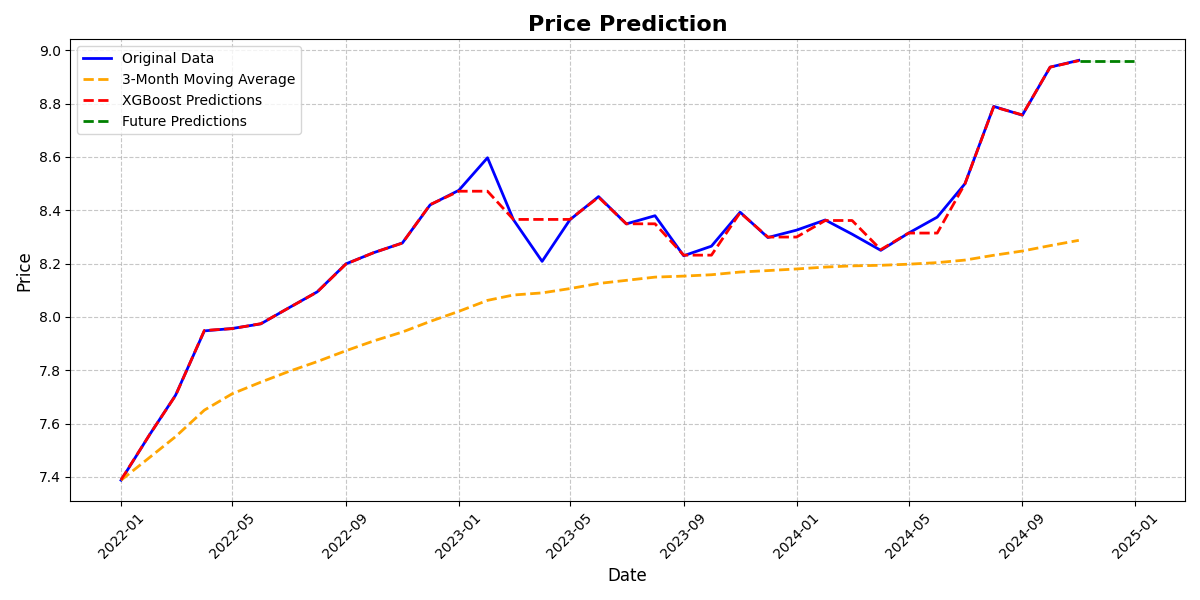 Price Prediction
Original Data
3-Month Moving Average
XGBoost Predictions
Future Predictions
Price
9.0
8.8
8.6
8.4
8.2
8.0
7.8
7.6
7.4
2022-01
2022-05
2022-09
2023-01
2023-05
2023-09
2024-01
2024-05
2024-09
2025-01
Date